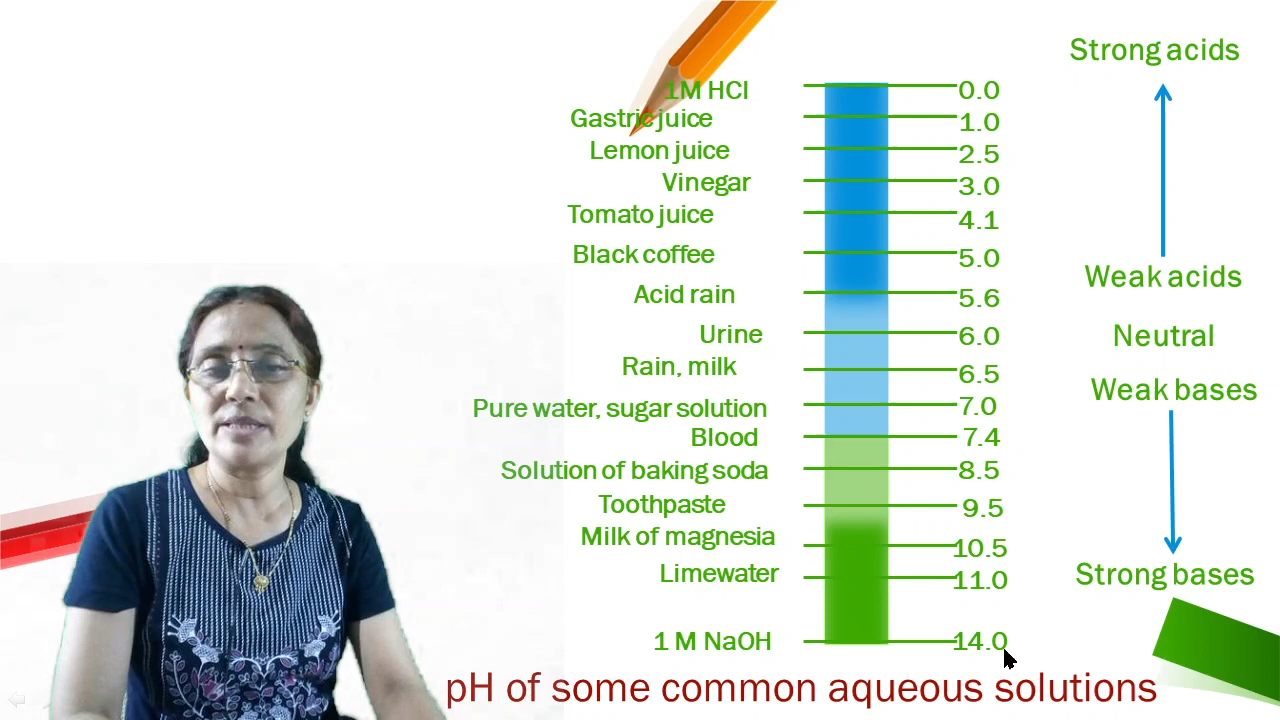 Strong acids
1M HCl 0.0
Gastric juice 1.0
Lemon juice 2.5
Vinegar 3.0
Tomato juice 4.1
Black coffee 5.0
Weak acids
Acid rain 5.6
Urine 6.0
Neutral
Rain, milk 6.5
Weak bases
Pure water, sugar solution 7.0
Blood 7.4
Solution of baking soda 8.5
Toothpaste 9.5
Milk of magnesia 10.5
Limewater 11.0
Strong bases
1 M NaOH 14.0
pH of some common aqueous solutions